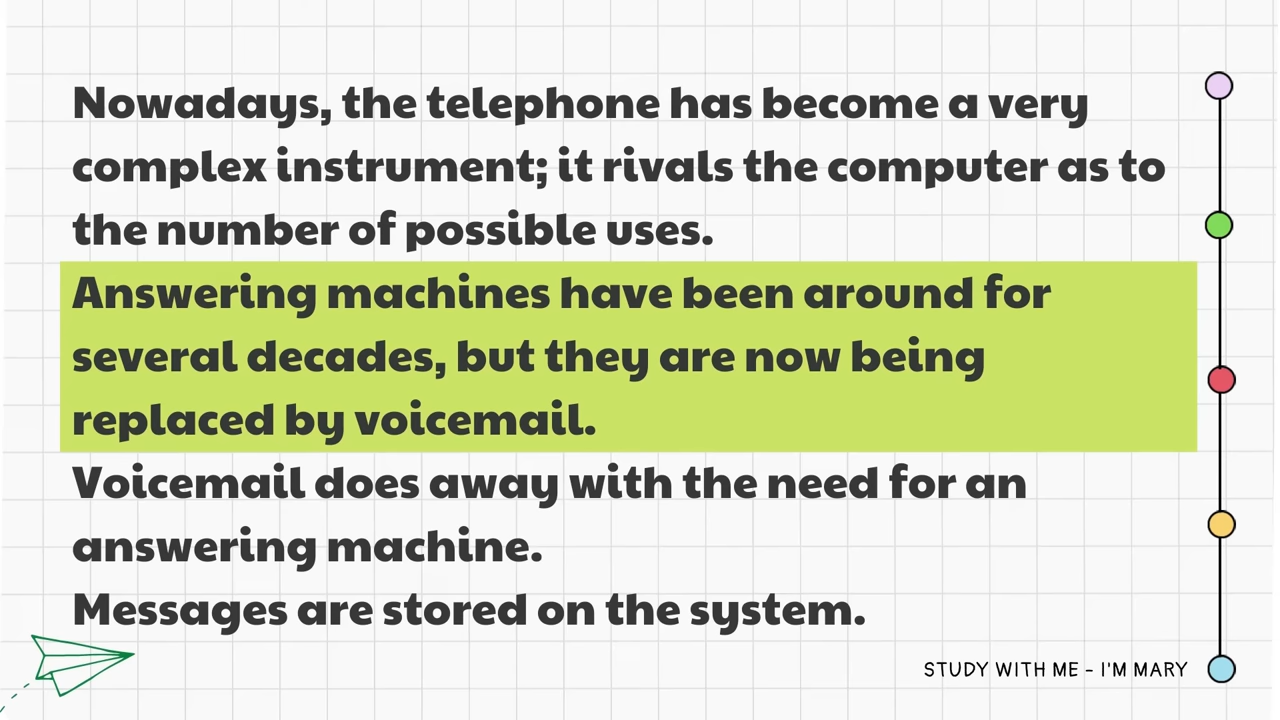 Nowadays, the telephone has become a very
complex instrument; it rivals the computer as to
the number of possible uses.
Answering machines have been around for
several decades, but they are now being
replaced by voicemail.
Voicemail does away with the need for an
answering machine.
Messages are stored on the system.
STUDY WITH ME - I'M MARY